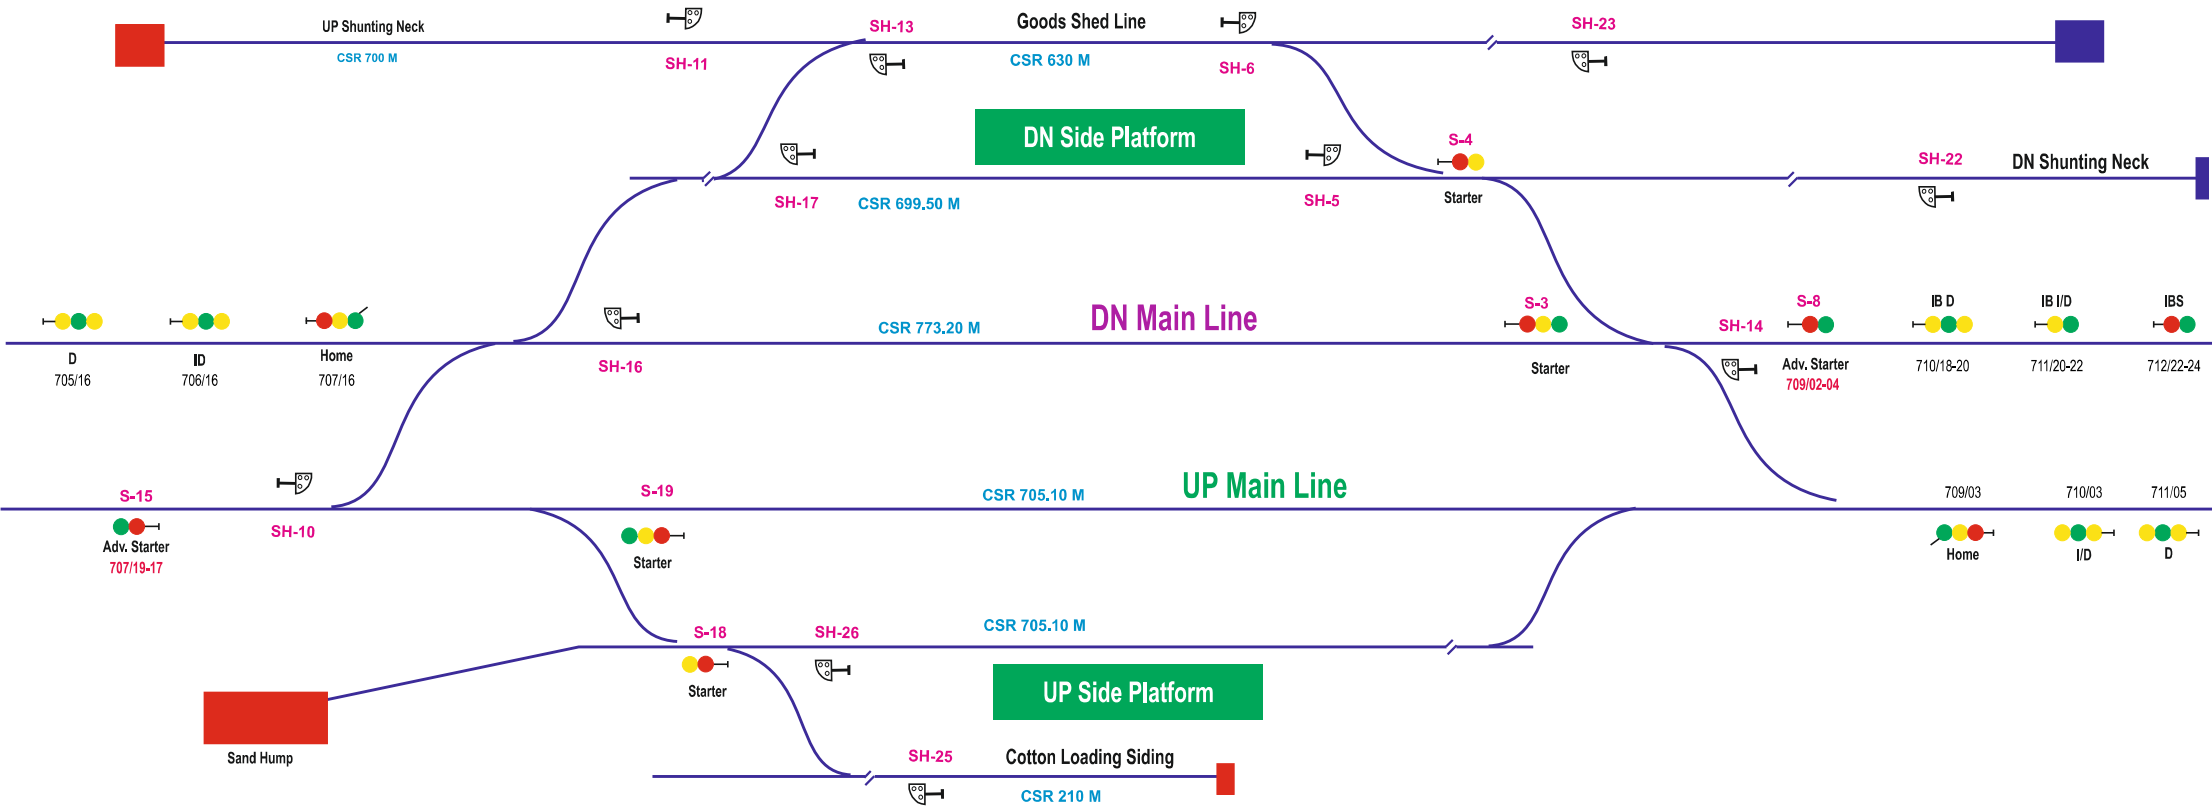 UP Shunting Neck
CSR 700 M
SH-11
SH-13
Goods Shed Line
CSR 630 M
SH-6
SH-23
DN Side Platform
SH-17
CSR 699.50 M
SH-5
S-4
Starter
SH-22
DN Shunting Neck
D
705/16
ID
706/16
Home
707/16
SH-16
CSR 773.20 M
DN Main Line
S-3
Starter
SH-14
S-8
Adv. Starter
709/02-04
IB D
710/18-20
IB I/D
711/20-22
IBS
712/22-24
S-15
Adv. Starter
707/19-17
SH-10
S-19
Starter
CSR 705.10 M
UP Main Line
709/03
Home
710/03
I/D
711/05
D
S-18
Starter
SH-26
CSR 705.10 M
UP Side Platform
Sand Hump
SH-25
Cotton Loading Siding
CSR 210 M